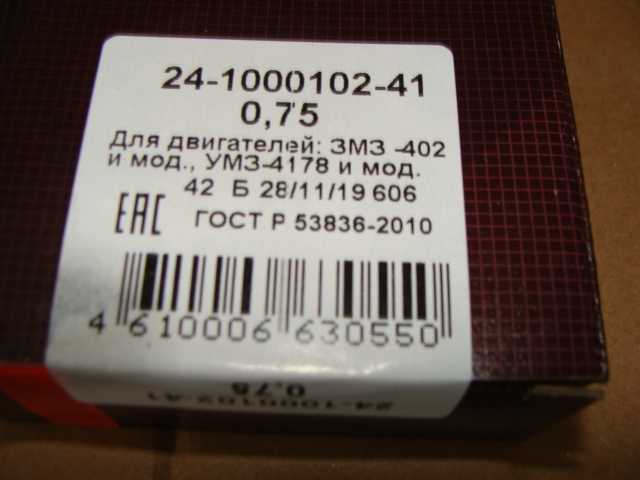 24-1000102-41
0,75
Для двигателей: ЗМЗ -402
и мод., УМЗ-4178 и мод.
42 Б 28/11/19 606
ЕАС ГОСТ Р 53836-2010
4 610006 630550
0,75
24-1000102-41